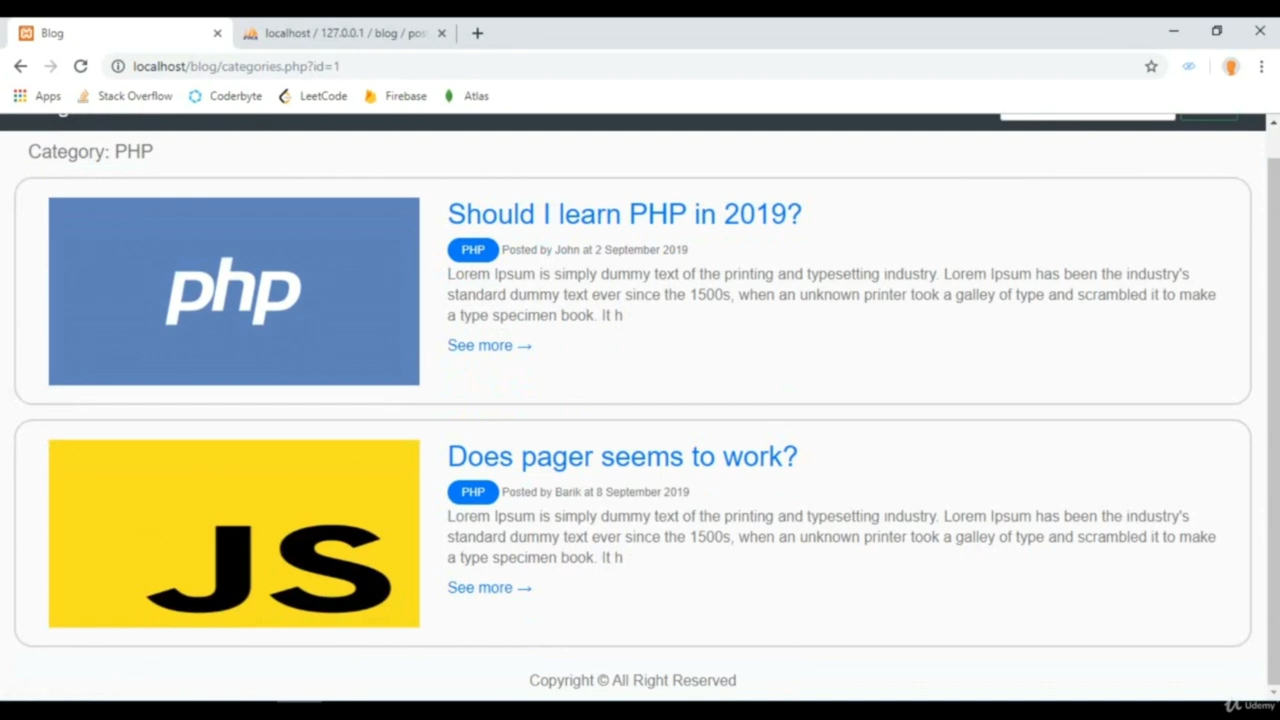 Blog
localhost / 127.0.0.1 / blog / pos
localhost/blog/categories.php?id=1
Apps
Stack Overflow
Coderbyte
LeetCode
Firebase
Atlas
Category: PHP
php
Should I learn PHP in 2019?
PHP Posted by John at 2 September 2019
Lorem Ipsum is simply dummy text of the printing and typesetting industry. Lorem Ipsum has been the industry's
standard dummy text ever since the 1500s, when an unknown printer took a galley of type and scrambled it to make
a type specimen book. It h
See more →
JS
Does pager seems to work?
PHP Posted by Barik at 8 September 2019
Lorem Ipsum is simply dummy text of the printing and typesetting industry. Lorem Ipsum has been the industry's
standard dummy text ever since the 1500s, when an unknown printer took a galley of type and scrambled it to make
a type specimen book. It h
See more →
Copyright © All Right Reserved
Udemy